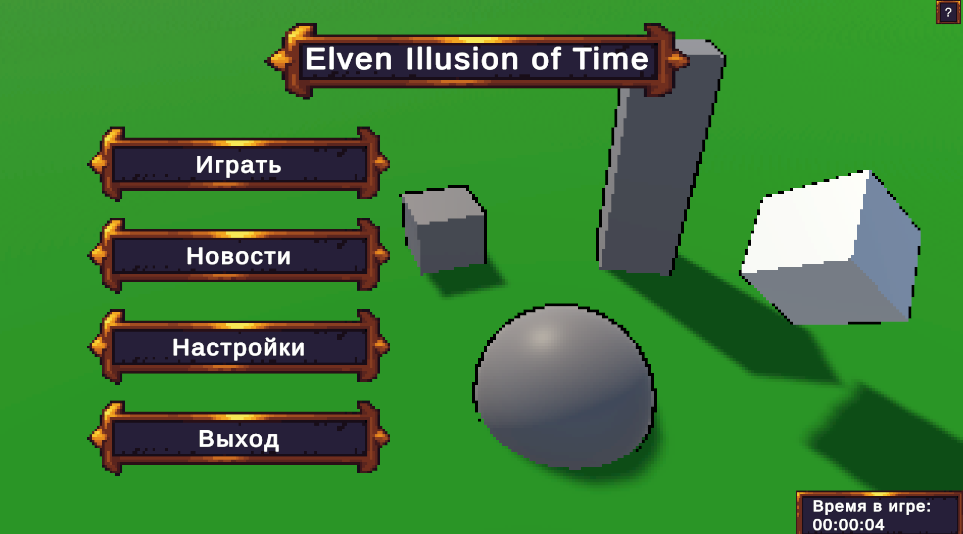 ?
Elven Illusion of Time
Играть
Новости
Настройки
Выход
Время в игре:
00:00:04